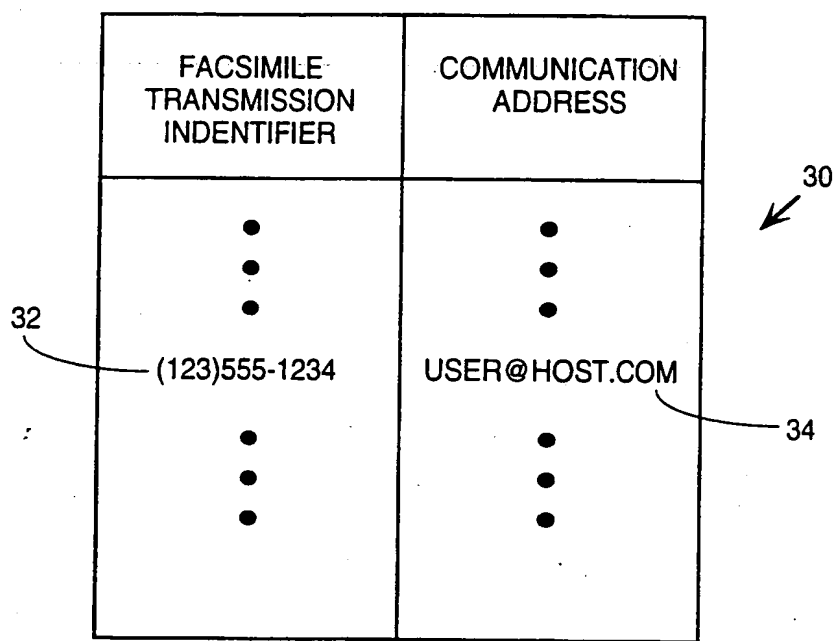 FACSIMILE
TRANSMISSION
INDENTIFIER
COMMUNICATION
ADDRESS
30
32
(123)555-1234
USER@HOST.COM
34